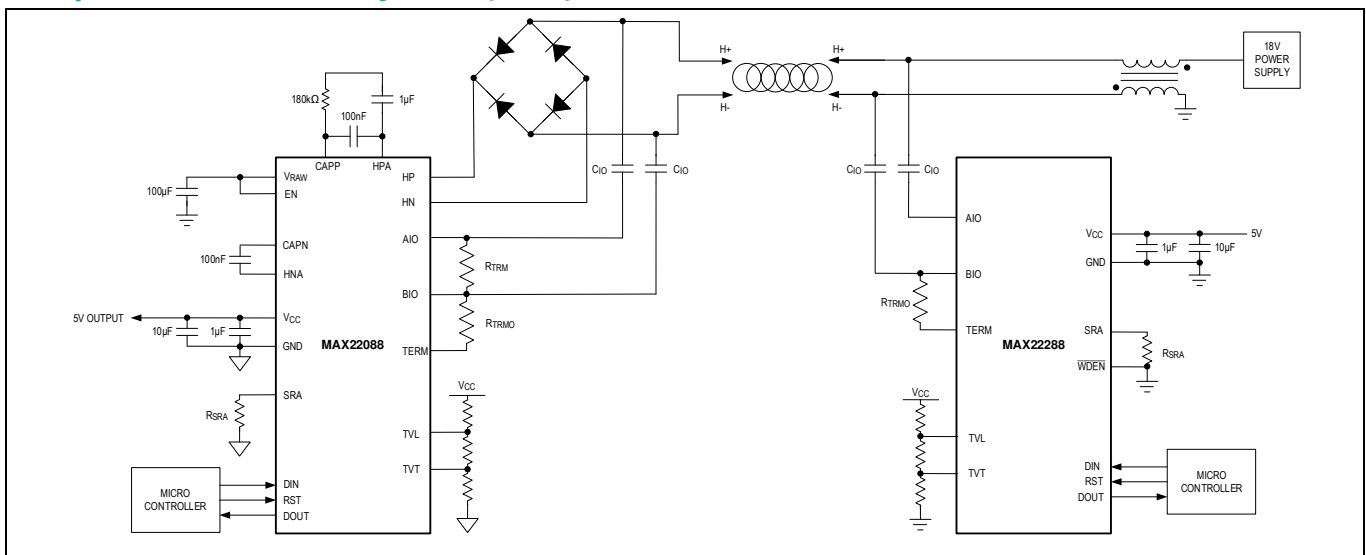 H+
H+
18V
POWER
SUPPLY
180kΩ
1µF
100nF
H-
H-
CAPP
HPA
VRAW
EN
HP
HN
100µF
CIO
CIO
CIO
CIO
AIO
AIO
CAPN
HNA
100nF
RTRM
VCC
5V
1µF
10µF
GND
BIO
BIO
RTRMO
RTRMO
5V OUTPUT
VCC
10µF
1µF
GND
MAX22088
TERM
TERM
MAX22288
SRA
RSRA
WDEN
SRA
RSRA
VCC
VCC
TVL
TVL
TVT
TVT
MICRO
CONTROLLER
DIN
RST
DOUT
DIN
RST
DOUT
MICRO
CONTROLLER